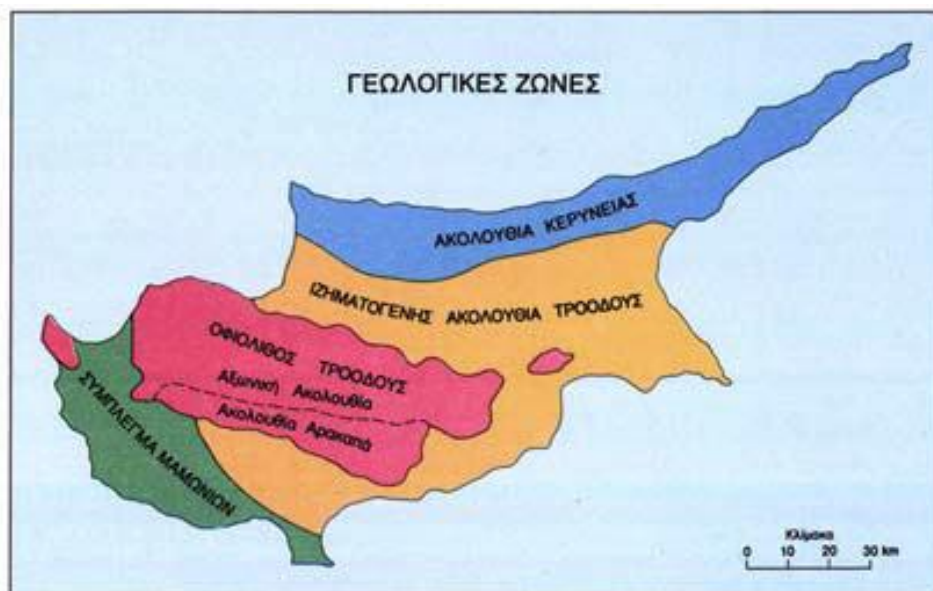 ΓΕΩΛΟΓΙΚΕΣ ΖΩΝΕΣ
ΑΚΟΛΟΥΘΙΑ ΚΕΡΥΝΕΙΑΣ
ΙΖΗΜΑΤΟΓΕΝΗΣ ΑΚΟΛΟΥΘΙΑ ΤΡΟΟΔΟΥΣ
ΟΦΙΟΛΙΘΟΣ ΤΡΟΟΔΟΥΣ
Αξωνική Ακολουθία
Ακολουθία Αρακαπά
ΣΥΜΠΛΕΓΜΑ ΜΑΜΩΝΙΩΝ
Κλίμακα
0 10 20 30 km